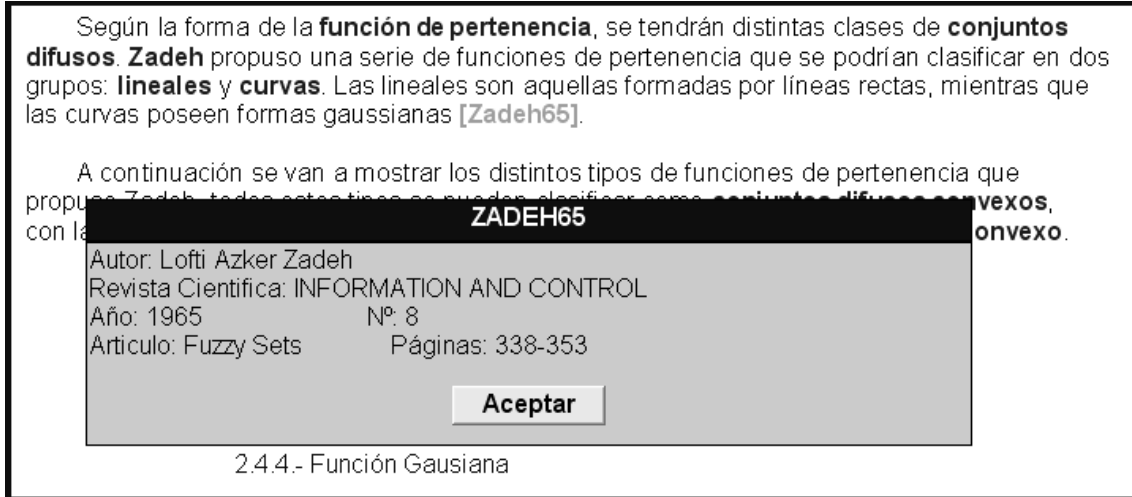 Según la forma de la función de pertenencia, se tendrán distintas clases de conjuntos
difusos. Zadeh propuso una serie de funciones de pertenencia que se podrían clasificar en dos
grupos: lineales y curvas. Las lineales son aquellas formadas por líneas rectas, mientras que
las curvas poseen formas gaussianas [Zadeh65].
A continuación se van a mostrar los distintos tipos de funciones de pertenencia que
propuso Zadeh, todos estos tipos se pueden clasificar como conjuntos difusos convexos,
con la onvexo.
ZADEH65
Autor: Lofti Azker Zadeh
Revista Cientifica: INFORMATION AND CONTROL
Año: 1965 Nº: 8
Articulo: Fuzzy Sets Páginas: 338-353
Aceptar
2.4.4.- Función Gausiana